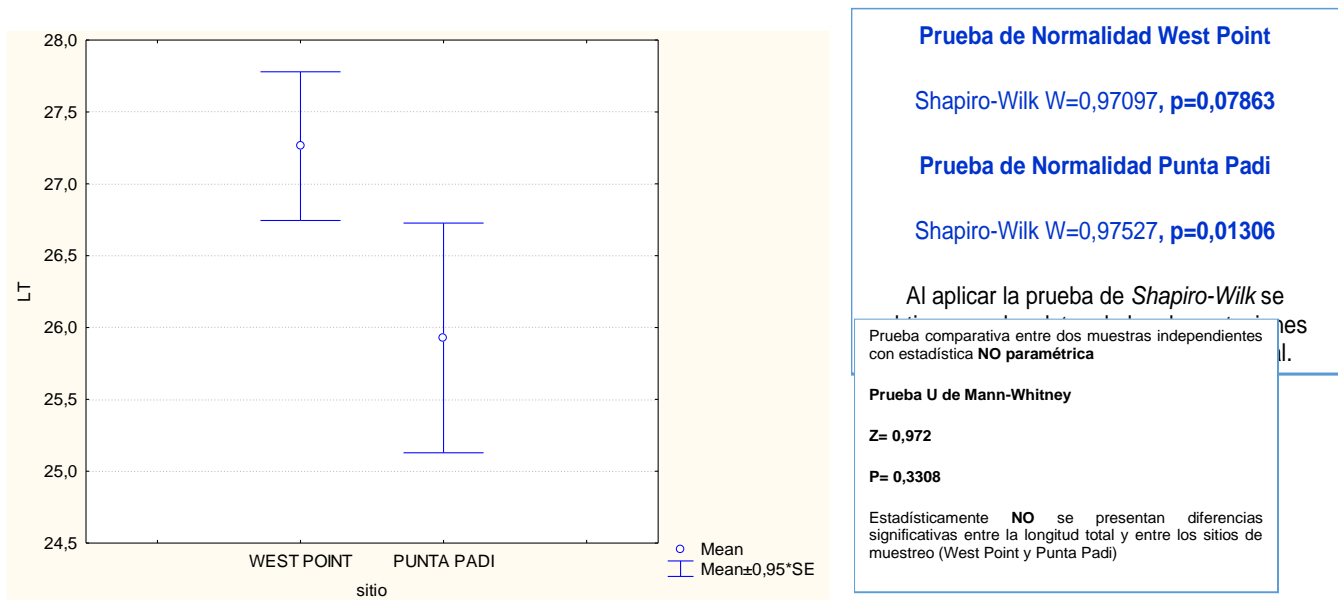 28,0
27,5
27,0
26,5
26,0
25,5
25,0
24,5
LT
WEST POINT PUNTA PADI
sitio
Mean
Mean±0,95*SE
Prueba de Normalidad West Point
Shapiro-Wilk W=0,97097, p=0,07863
Prueba de Normalidad Punta Padi
Shapiro-Wilk W=0,97527, p=0,01306
Al aplicar la prueba de Shapiro-Wilk se
Prueba comparativa entre dos muestras independientes
con estadística NO paramétrica
Prueba U de Mann-Whitney
Z= 0,972
P= 0,3308
Estadísticamente NO se presentan diferencias
significativas entre la longitud total y entre los sitios de
muestreo (West Point y Punta Padi)